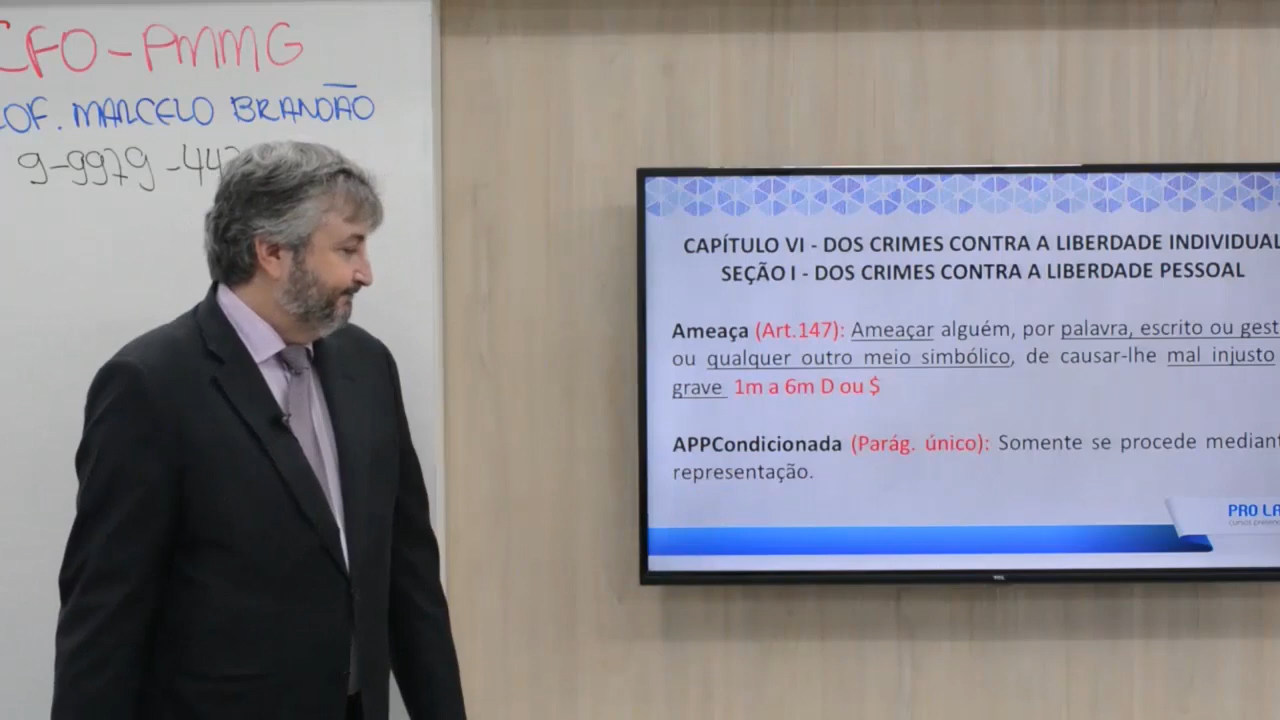 CFO-PMMG
OF. MARCELO BRANDÃO
9-9979-44
CAPÍTULO VI - DOS CRIMES CONTRA A LIBERDADE INDIVIDUAL
SEÇÃO I - DOS CRIMES CONTRA A LIBERDADE PESSOAL
Ameaça (Art.147): Ameaçar alguém, por palavra, escrito ou gest
ou qualquer outro meio simbólico, de causar-lhe mal injusto
grave 1m a 6m D ou $
APPCondicionada (Parág. único): Somente se procede mediant
representação.
PRO LA
cursos